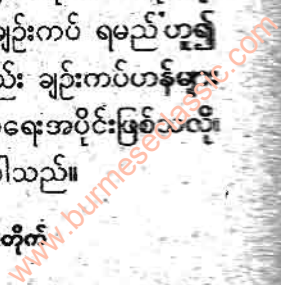 ချဉ်းကပ် ရမည်"ဟူ၍
ည်း ချဉ်းကပ်ဟန်များ
ရေးအပိုင်းဖြစ်သလို၊
ပါသည်။
တိုက်
www.burmeseclassic.com